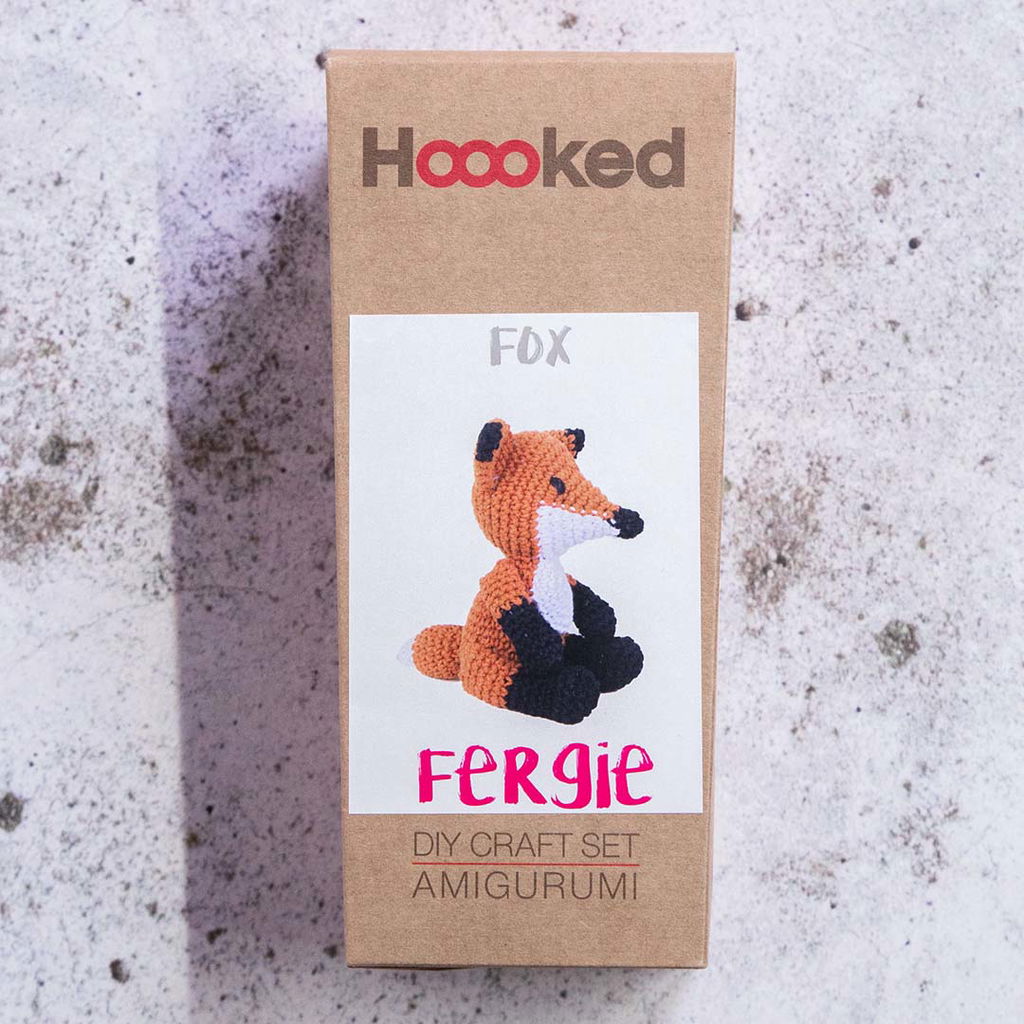 Hoooked
FOX
FERGIE
DIY CRAFT SET
AMIGURUMI